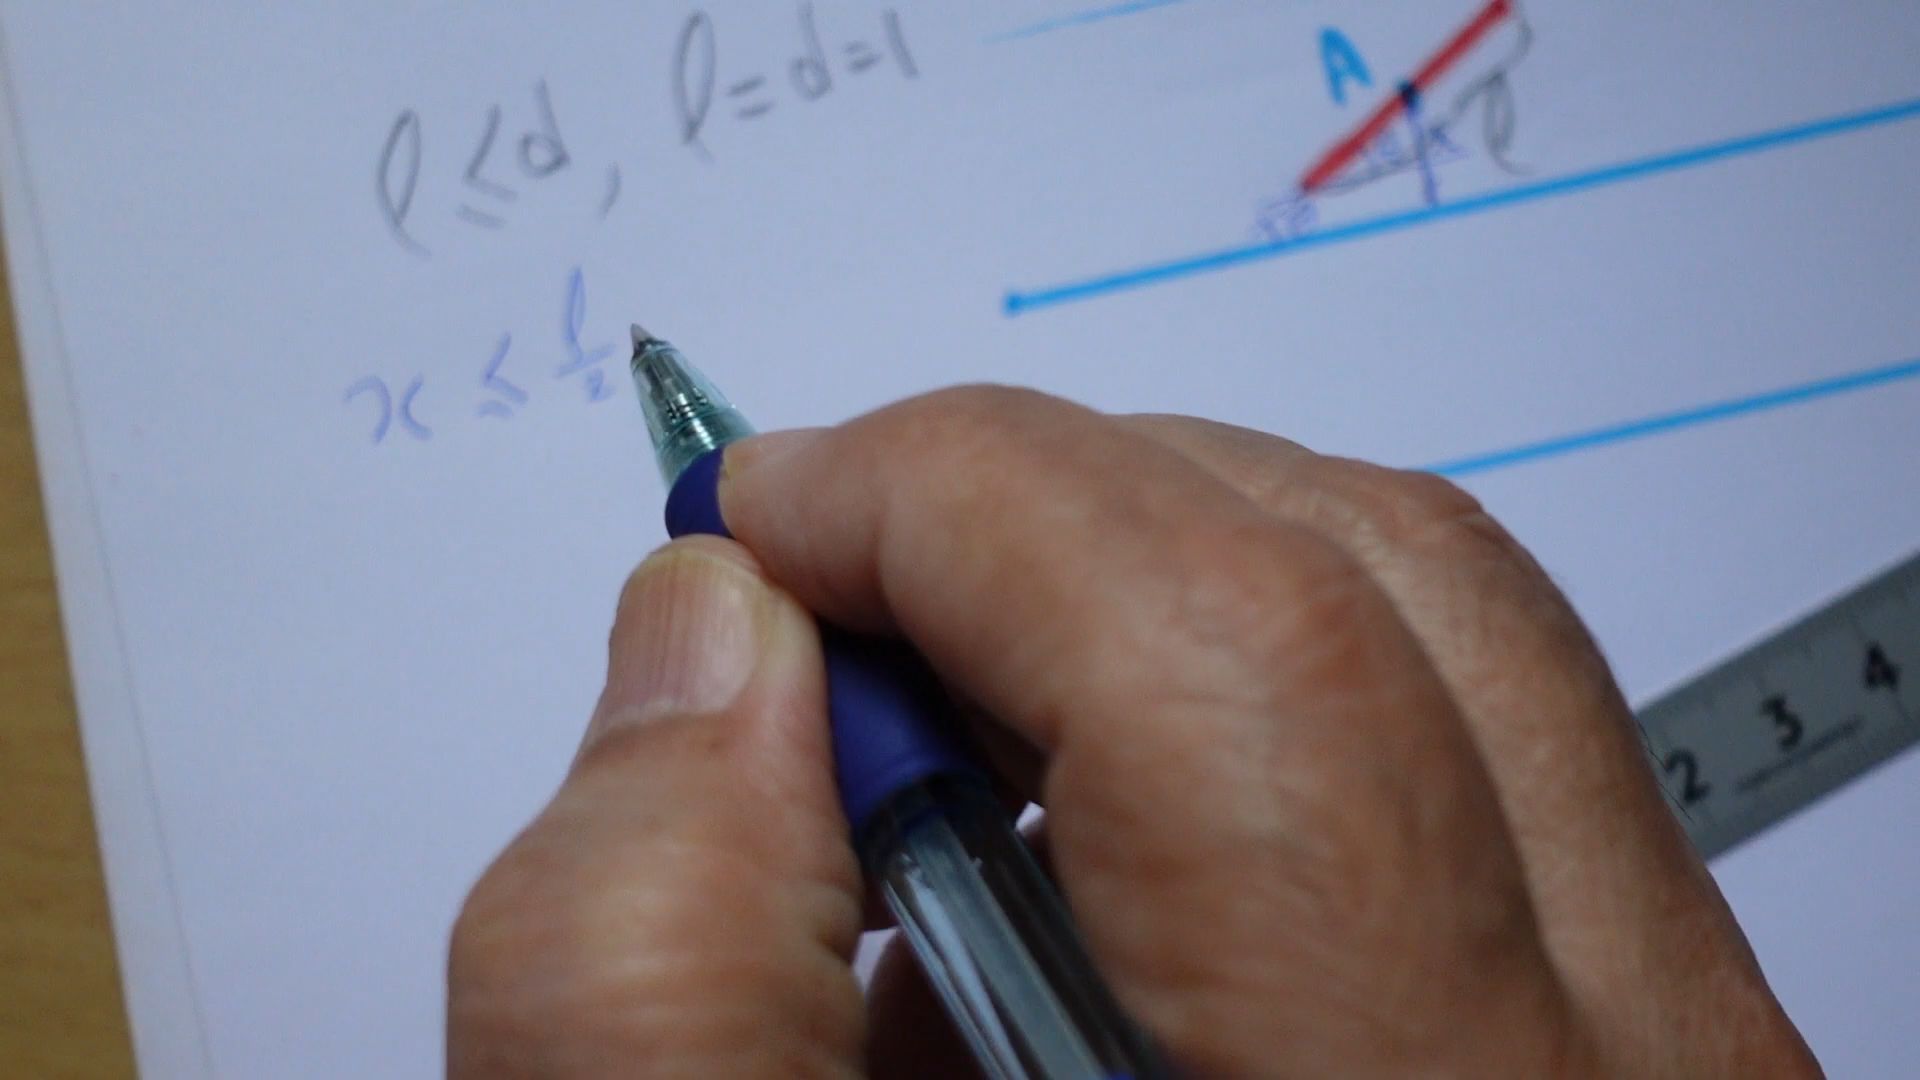 l ≤ d, l = d = 1
A
x
l
x ≤ l/2
2 3 4